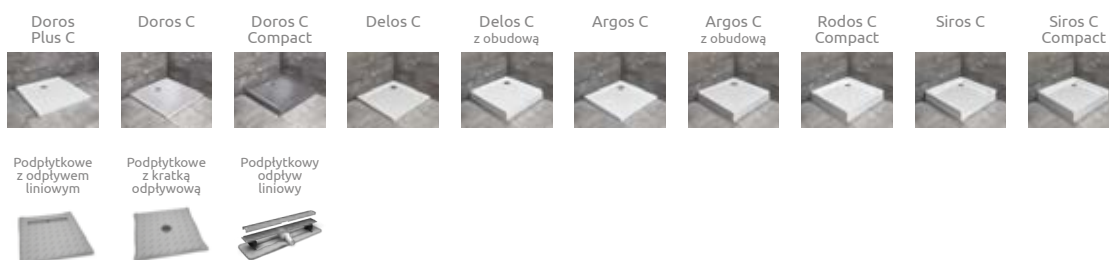 Doros
Plus C
Doros C
Doros C
Compact
Delos C
Delos C
z obudową
Argos C
Argos C
z obudową
Rodos C
Compact
Siros C
Siros C
Compact
Podpłytkowe
z odpływem
liniowym
Podpłytkowe
z kratką
odpływową
Podpłytkowy
odpływ
liniowy